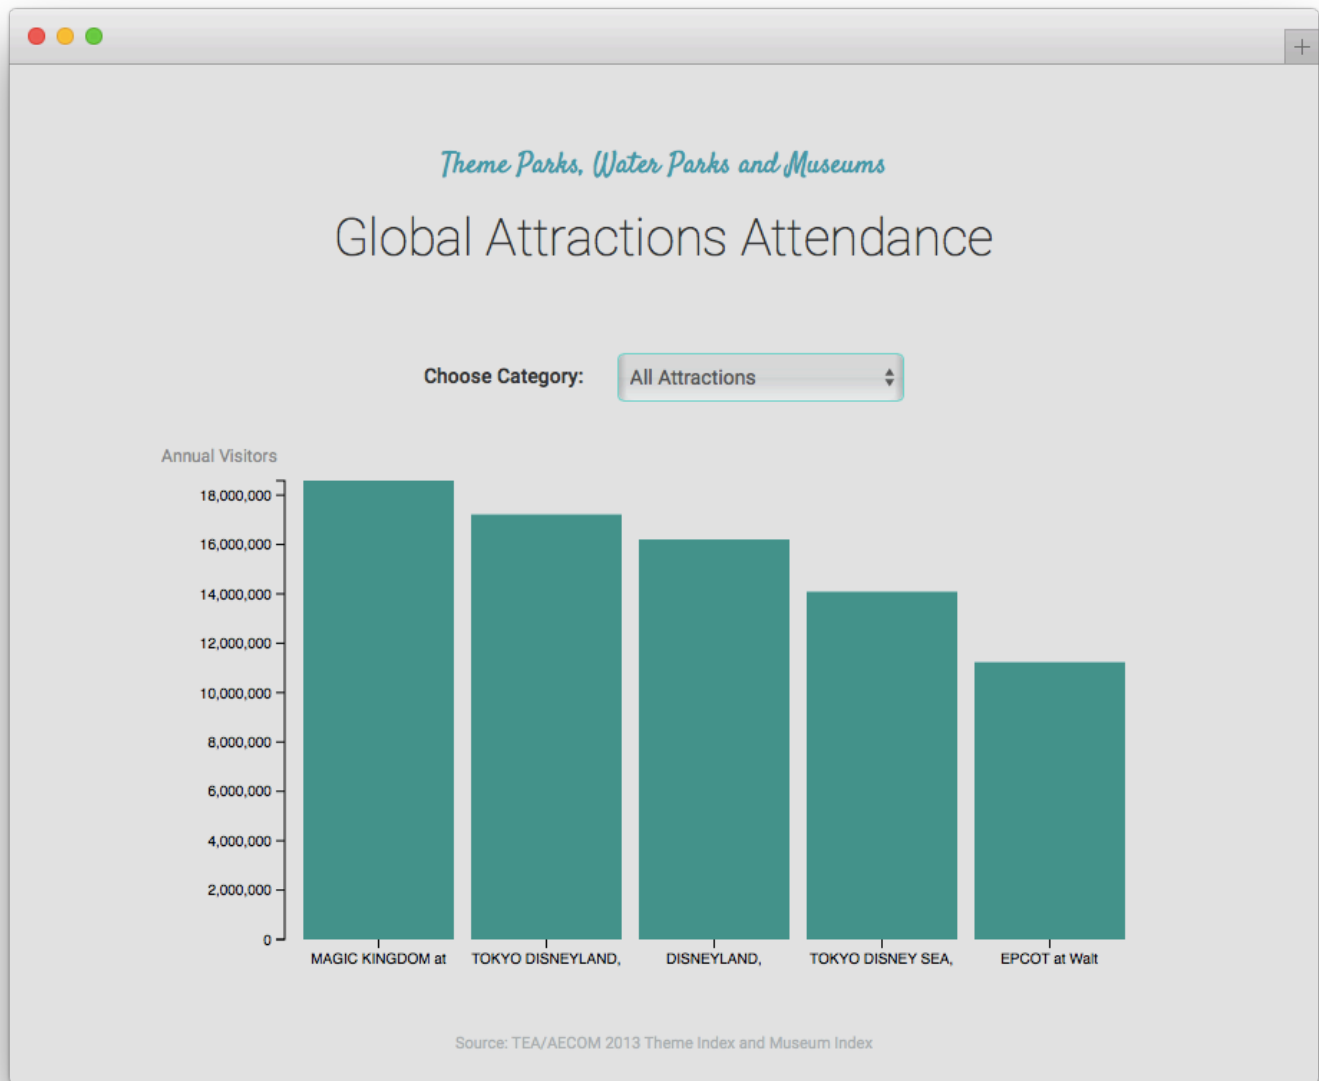 Theme Parks, Water Parks and Museums
Global Attractions Attendance
Choose Category: All Attractions
Annual Visitors
18,000,000
16,000,000
14,000,000
12,000,000
10,000,000
8,000,000
6,000,000
4,000,000
2,000,000
0
MAGIC KINGDOM at TOKYO DISNEYLAND, DISNEYLAND, TOKYO DISNEY SEA, EPCOT at Walt
Source: TEA/AECOM 2013 Theme Index and Museum Index